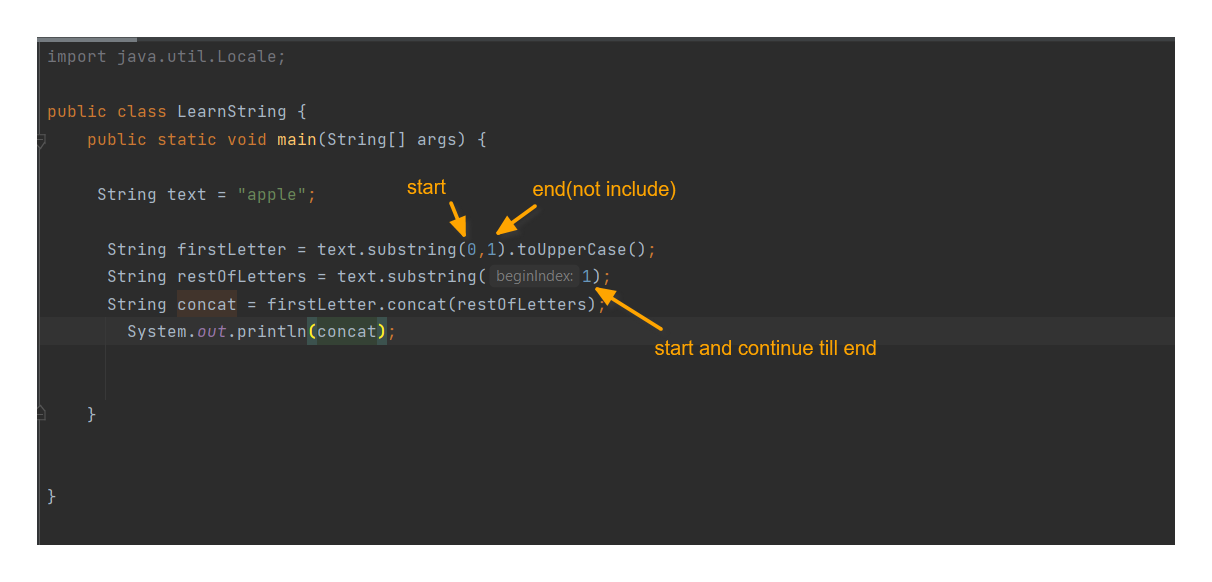 import java.util.Locale;
public class LearnString {
public static void main(String[] args) {
String text = "apple";
start
end(not include)
String firstLetter = text.substring(0,1).toUpperCase();
String restOfLetters = text.substring( beginIndex: 1);
String concat = firstLetter.concat(restOfLetters);
System.out.println(concat);
start and continue till end
}
}